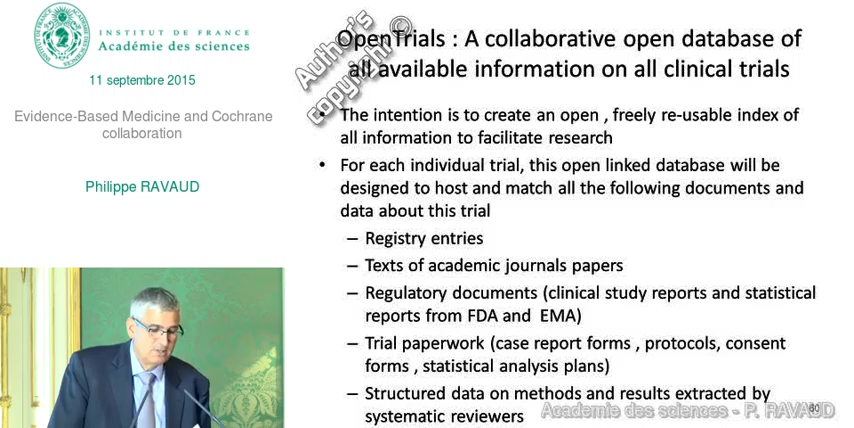 INSTITUT DE FRANCE
Académie des sciences
11 septembre 2015
Evidence-Based Medicine and Cochrane
collaboration
Philippe RAVAUD
Author's
copyright ©
OpenTrials : A collaborative open database of
all available information on all clinical trials
• The intention is to create an open , freely re-usable index of
all information to facilitate research
• For each individual trial, this open linked database will be
designed to host and match all the following documents and
data about this trial
– Registry entries
– Texts of academic journals papers
– Regulatory documents (clinical study reports and statistical
reports from FDA and EMA)
– Trial paperwork (case report forms , protocols, consent
forms , statistical analysis plans)
– Structured data on methods and results extracted by
systematic reviewers
Academie des sciences - P. RAVAUD
60